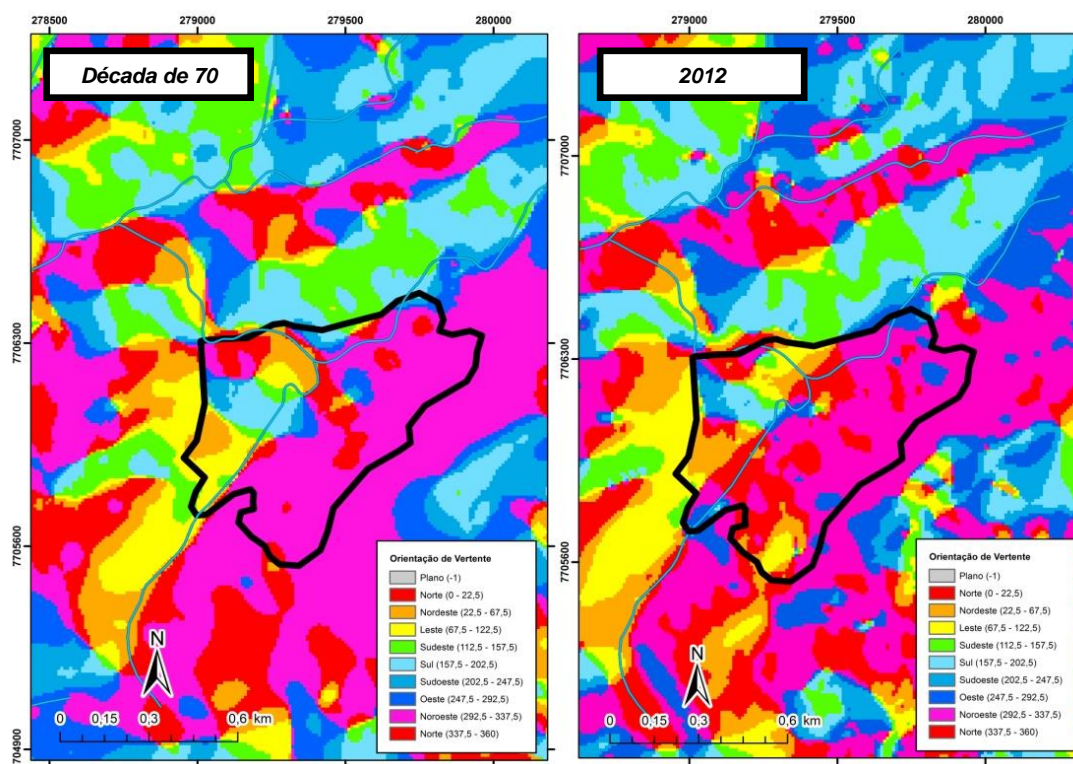 278500 279000 279500 280000
Década de 70
7707000
7706300
7705600
704900
N
0 0,15 0,3 0,6 km
Orientação de Vertente
Plano (-1)
Norte (0 - 22,5)
Nordeste (22,5 - 67,5)
Leste (67,5 - 122,5)
Sudeste (112,5 - 157,5)
Sul (157,5 - 202,5)
Sudoeste (202,5 - 247,5)
Oeste (247,5 - 292,5)
Noroeste (292,5 - 337,5)
Norte (337,5 - 360)
279000 279500 280000
2012
7707000
7706300
7705600
N
0 0,15 0,3 0,6 km
Orientação de Vertente
Plano (-1)
Norte (0 - 22,5)
Nordeste (22,5 - 67,5)
Leste (67,5 - 122,5)
Sudeste (112,5 - 157,5)
Sul (157,5 - 202,5)
Sudoeste (202,5 - 247,5)
Oeste (247,5 - 292,5)
Noroeste (292,5 - 337,5)
Norte (337,5 - 360)